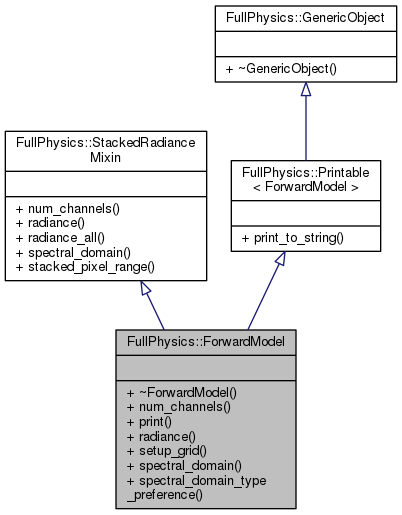 FullPhysics::GenericObject
+ ~GenericObject()
FullPhysics::StackedRadiance
Mixin
+ num_channels()
+ radiance()
+ radiance_all()
+ spectral_domain()
+ stacked_pixel_range()
FullPhysics::Printable
< ForwardModel >
+ print_to_string()
FullPhysics::ForwardModel
+ ~ForwardModel()
+ num_channels()
+ print()
+ radiance()
+ setup_grid()
+ spectral_domain()
+ spectral_domain_type
_preference()